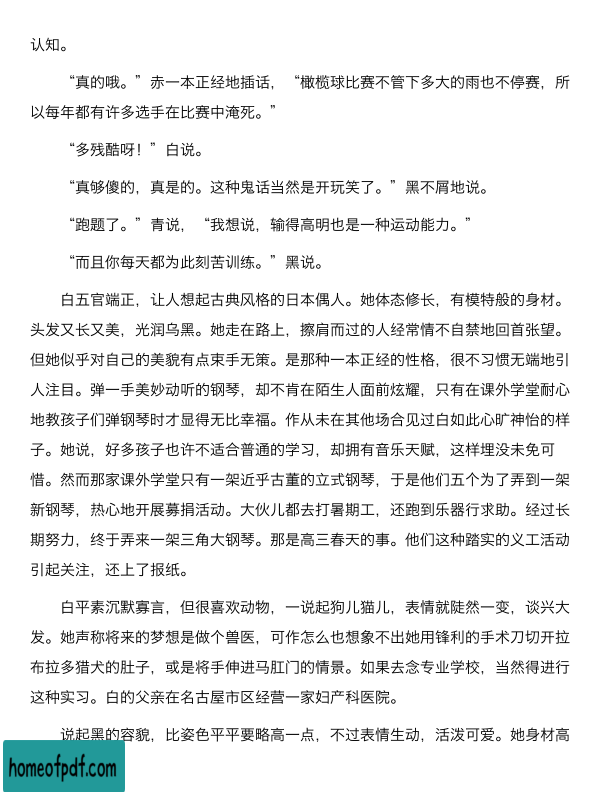 认知。
“真的哦。”赤一本正经地插话，“橄榄球比赛不管下多大的雨也不停赛，所
以每年都有许多选手在比赛中淹死。”
“多残酷呀！”白说。
“真够傻的，真是的。这种鬼话当然是开玩笑了。”黑不屑地说。
“跑题了。”青说，“我想说，输得高明也是一种运动能力。”
“而且你每天都为此刻苦训练。”黑说。
白五官端正，让人想起古典风格的日本偶人。她体态修长，有模特般的身材。
头发又长又美，光润乌黑。她走在路上，擦肩而过的人经常情不自禁地回首张望。
但她似乎对自己的美貌有点束手无策。是那种一本正经的性格，很不习惯无端地引
人注目。弹一手美妙动听的钢琴，却不肯在陌生人面前炫耀，只有在课外学堂耐心
地教孩子们弹钢琴时才显得无比幸福。作从未在其他场合见过白如此心旷神怡的样
子。她说，好多孩子也许不适合普通的学习，却拥有音乐天赋，这样埋没未免可
惜。然而那家课外学堂只有一架近乎古董的立式钢琴，于是他们五个为了弄到一架
新钢琴，热心地开展募捐活动。大伙儿都去打暑期工，还跑到乐器行求助。经过长
期努力，终于弄来一架三角大钢琴。那是高三春天的事。他们这种踏实的义工活动
引起关注，还上了报纸。
白平素沉默寡言，但很喜欢动物，一说起狗儿猫儿，表情就陡然一变，谈兴大
发。她声称将来的梦想是做个兽医，可作怎么也想象不出她用锋利的手术刀切开拉
布拉多猎犬的肚子，或是将手伸进马肛门的情景。如果去念专业学校，当然得进行
这种实习。白的父亲在名古屋市区经营一家妇产科医院。
说起黑的容貌，比姿色平平要略高一点，不过表情生动，活泼可爱。她身材高
homeofpdf.com